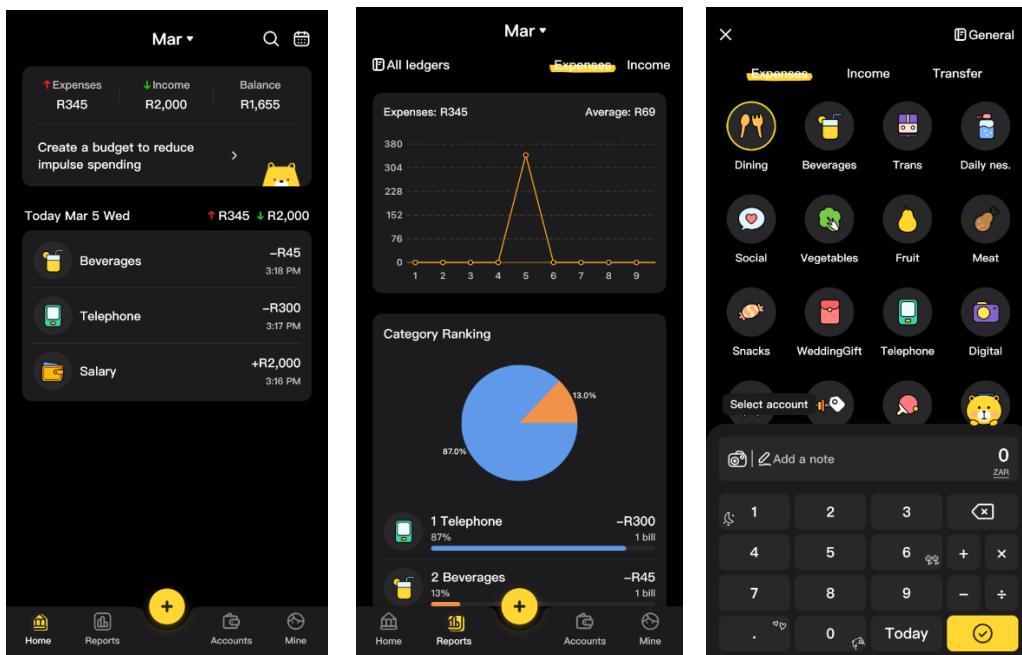 Mar
Expenses Income Balance
R345 R2,000 R1,655
Create a budget to reduce
impulse spending
Today Mar 5 Wed R345 R2,000
Beverages –R45
3:18 PM
Telephone –R300
3:17 PM
Salary +R2,000
3:16 PM
Home Reports + Accounts Mine
Mar
All ledgers Expenses Income
Expenses: R345 Average: R69
380
304
228
152
76
0
1 2 3 4 5 6 7 8 9
Category Ranking
13.0%
87.0%
1 Telephone –R300
87% 1 bill
2 Beverages –R45
13% 1 bill
Home Reports + Accounts Mine
General
Expenses Income Transfer
Dining Beverages Trans Daily nes.
Social Vegetables Fruit Meat
Snacks WeddingGift Telephone Digital
Select account
Add a note 0
ZAR
1 2 3
4 5 6 + ×
7 8 9 – ÷
. 0 Today